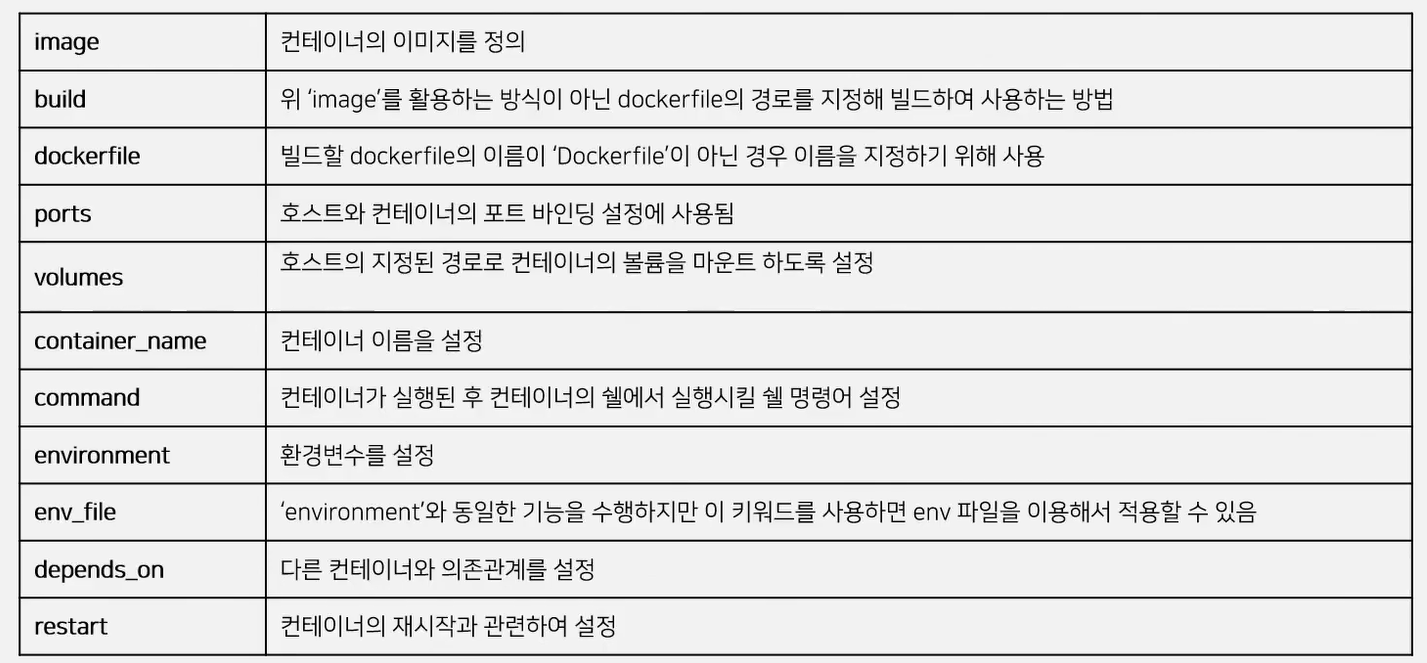 image 컨테이너의 이미지를 정의
build 위 ‘image’를 활용하는 방식이 아닌 dockerfile의 경로를 지정해 빌드하여 사용하는 방법
dockerfile 빌드할 dockerfile의 이름이 ‘Dockerfile’이 아닌 경우 이름을 지정하기 위해 사용
ports 호스트와 컨테이너의 포트 바인딩 설정에 사용됨
volumes 호스트의 지정된 경로로 컨테이너의 볼륨을 마운트 하도록 설정
container_name 컨테이너 이름을 설정
command 컨테이너가 실행된 후 컨테이너의 쉘에서 실행시킬 쉘 명령어 설정
environment 환경변수를 설정
env_file ‘environment’와 동일한 기능을 수행하지만 이 키워드를 사용하면 env 파일을 이용해서 적용할 수 있음
depends_on 다른 컨테이너와 의존관계를 설정
restart 컨테이너의 재시작과 관련하여 설정